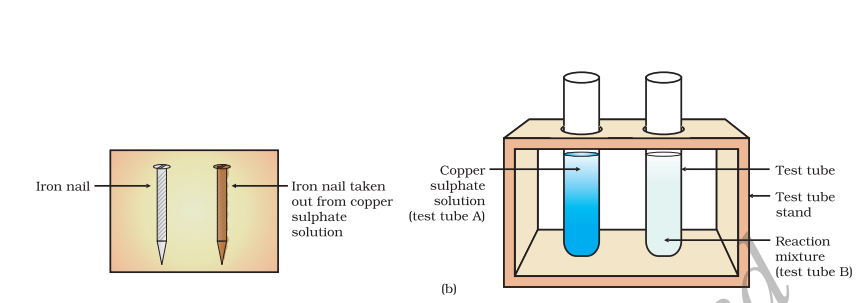 Iron nail
Iron nail taken
out from copper
sulphate
solution
Copper
sulphate
solution
(test tube A)
Test tube
Test tube
stand
Reaction
mixture
(test tube B)
(b)